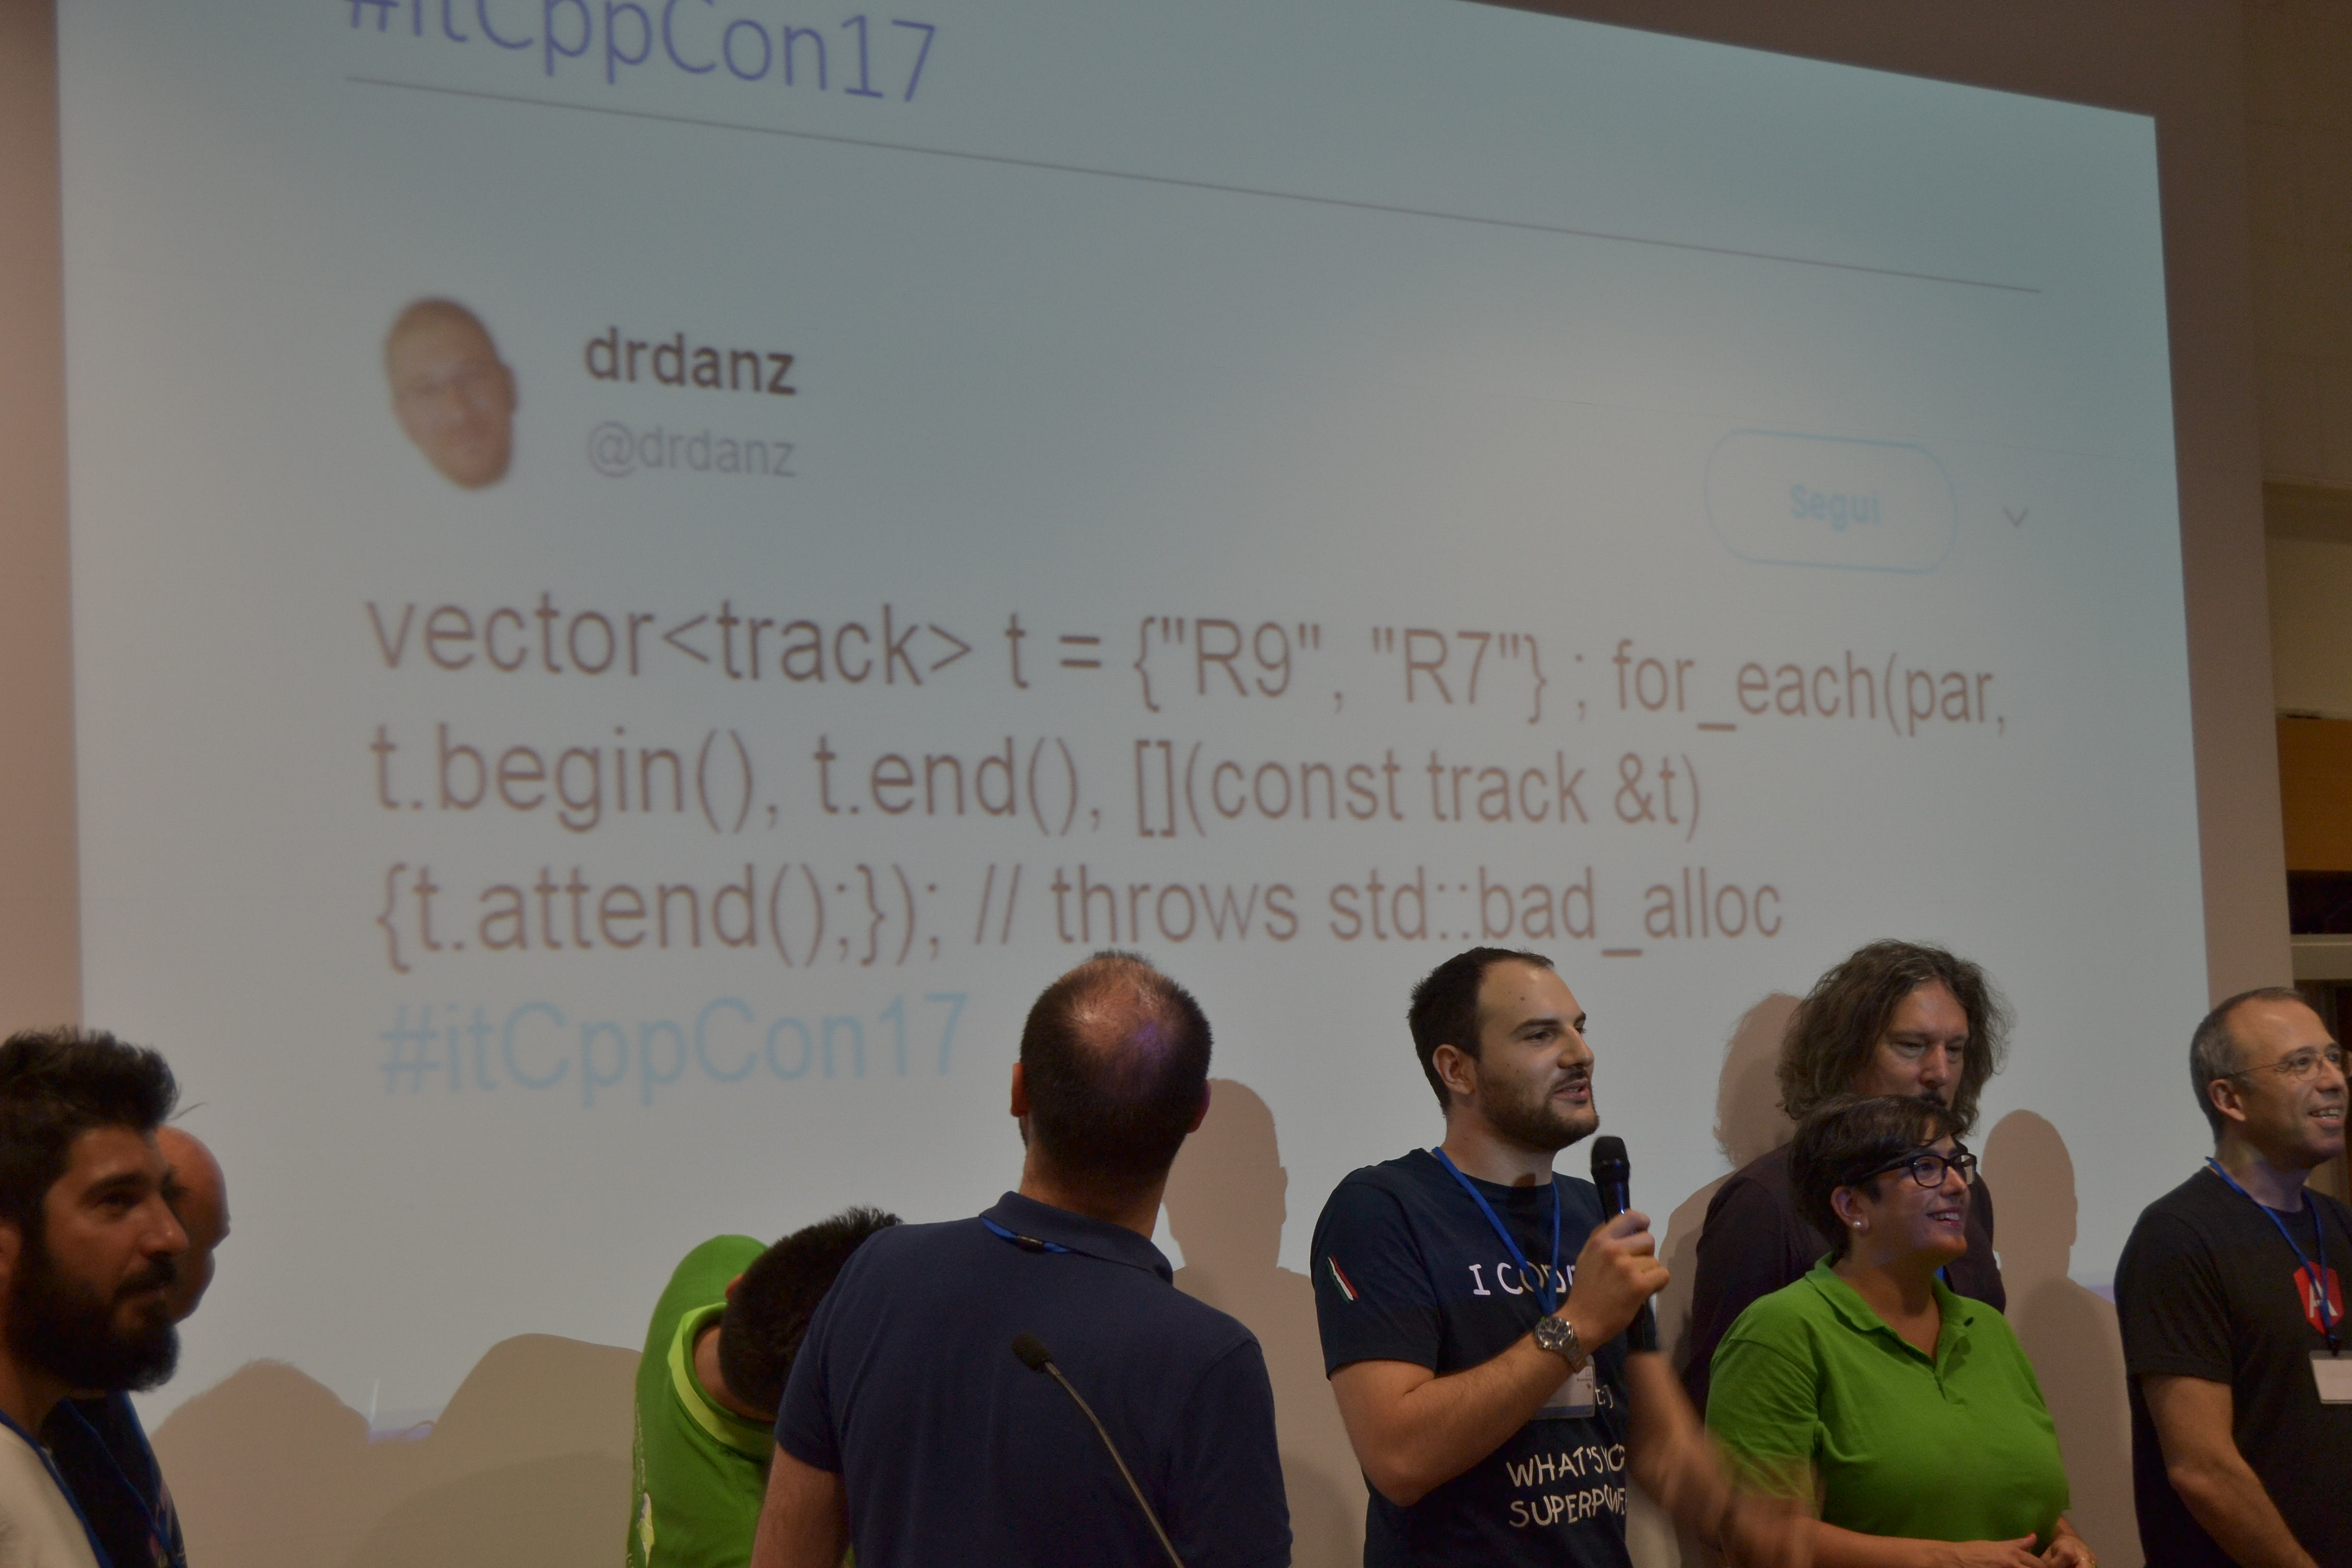 #itCppCon17
drdanz
@drdanz
Segui
vector<track> t = {"R9", "R7"} ; for_each(par,
t.begin(), t.end(), [](const track &t)
{t.attend();}); // throws std::bad_alloc
#itCppCon17
I CODE
WHAT'S
SUPERPOWE
A